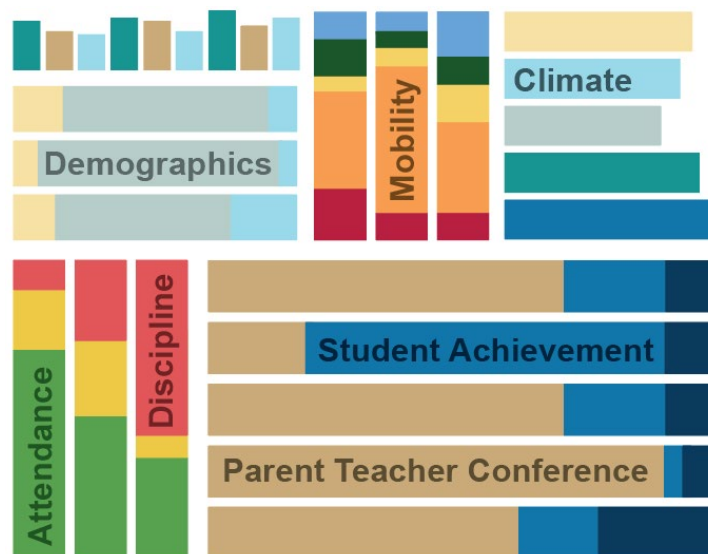 Demographics
Mobility
Climate
Attendance
Discipline
Student Achievement
Parent Teacher Conference